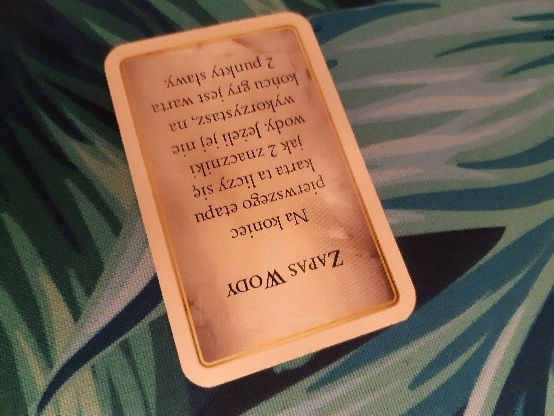 ZAPAS WODY
Na koniec
pierwszego etapu
karta ta liczy się
jak 2 znaczniki
wody. Jeżeli jej nie
wykorzystasz, na
końcu gry jest warta
2 punkty sławy.